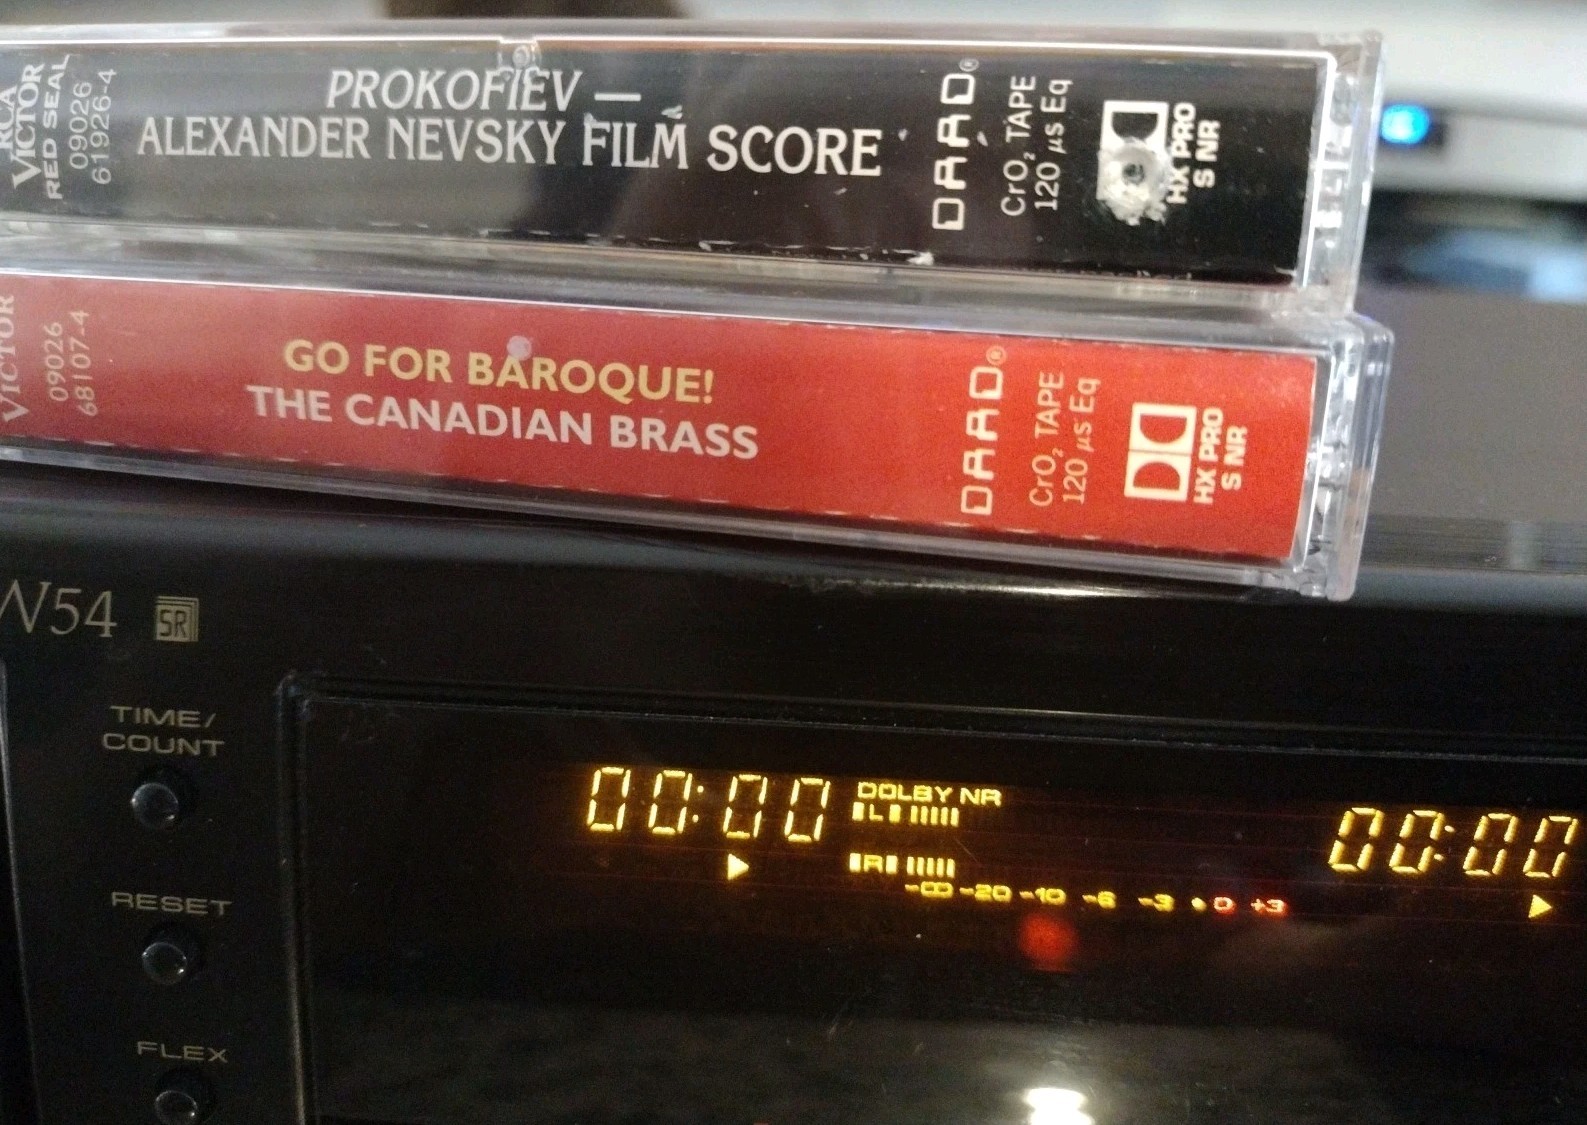 RCA
VICTOR
RED SEAL
09026
61926-4
PROKOFIEV —
ALEXANDER NEVSKY FILM SCORE
DRRD®
CrO₂ TAPE
120 µs Eq
HX PRO
S NR
VICTOR
09026
68107-4
GO FOR BAROQUE!
THE CANADIAN BRASS
DRRD®
CrO₂ TAPE
120 µs Eq
HX PRO
S NR
W54 SR
TIME/
COUNT
RESET
FLEX
00:00
DOLBY NR
L
R
-∞ -20 -10 -6 -3 • 0 +3
00:00